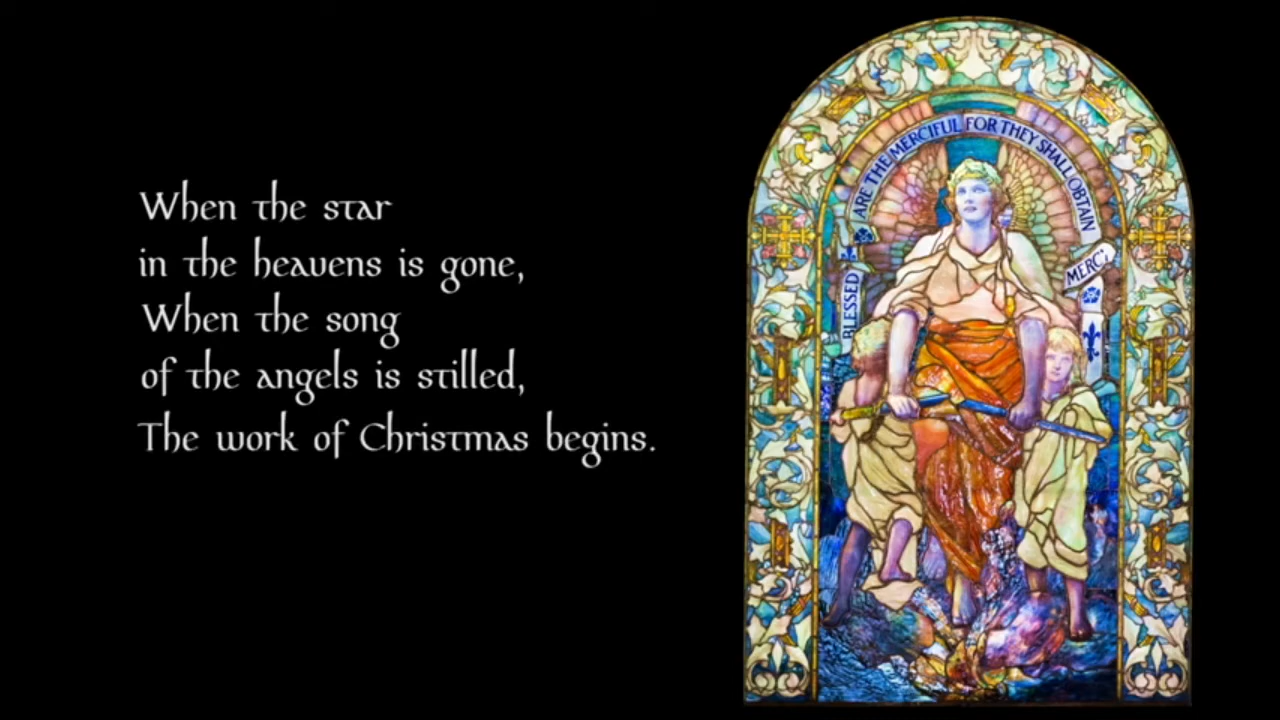 When the star
in the heavens is gone,
When the song
of the angels is stilled,
The work of Christmas begins.
BLESSED ARE THE MERCIFUL FOR THEY SHALL OBTAIN MERCY